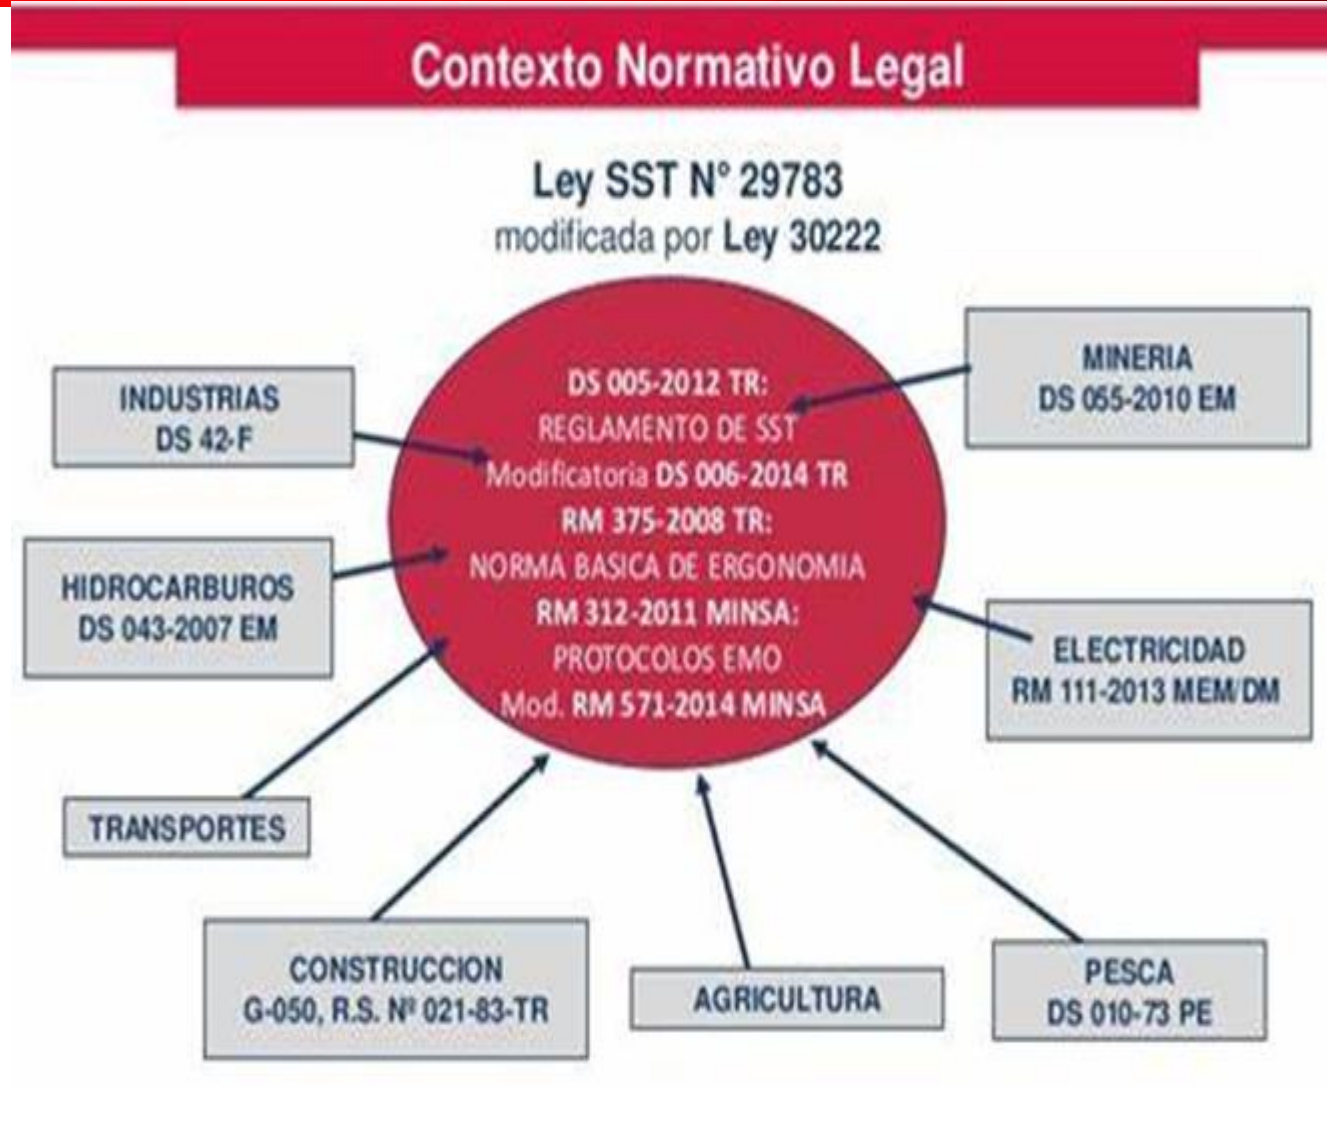 Contexto Normativo Legal
Ley SST N° 29783
modificada por Ley 30222
DS 005-2012 TR:
REGLAMENTO DE SST
Modificatoria DS 006-2014 TR
RM 375-2008 TR:
NORMA BASICA DE ERGONOMIA
RM 312-2011 MINSA:
PROTOCOLOS EMO
Mod. RM 571-2014 MINSA
MINERIA
DS 055-2010 EM
INDUSTRIAS
DS 42-F
HIDROCARBUROS
DS 043-2007 EM
ELECTRICIDAD
RM 111-2013 MEM/DM
TRANSPORTES
CONSTRUCCION
G-050, R.S. Nº 021-83-TR
AGRICULTURA
PESCA
DS 010-73 PE